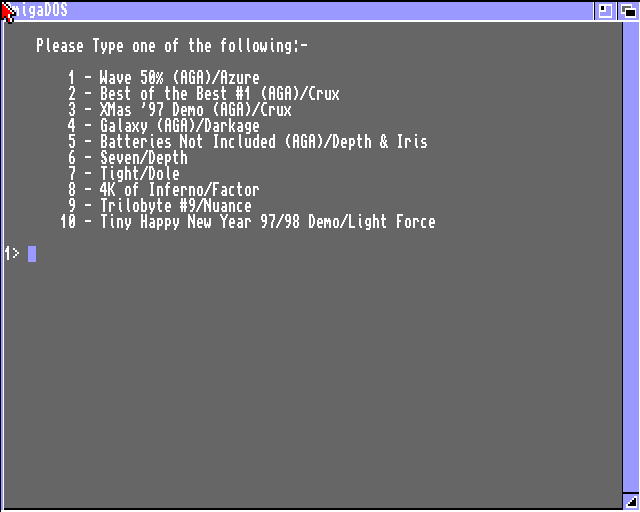 migaDOS
Please Type one of the following:-
1 - Wave 50% (AGA)/Azure
2 - Best of the Best #1 (AGA)/Crux
3 - XMas '97 Demo (AGA)/Crux
4 - Galaxy (AGA)/Darkage
5 - Batteries Not Included (AGA)/Depth & Iris
6 - Seven/Depth
7 - Tight/Dole
8 - 4K of Inferno/Factor
9 - Trilobyte #9/Nuance
10 - Tiny Happy New Year 97/98 Demo/Light Force
1>